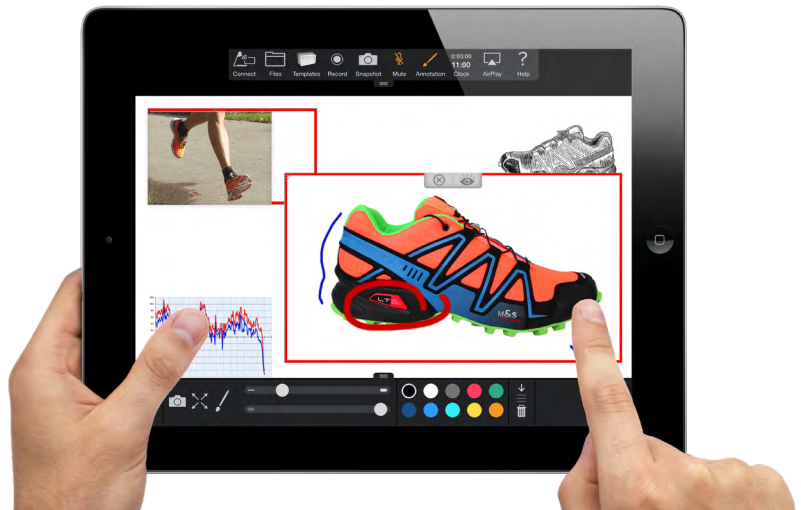 0:00:00
11:00
Connect Files Templates Record Snapshot Mute Annotation Clock AirPlay Help
LT
M&S